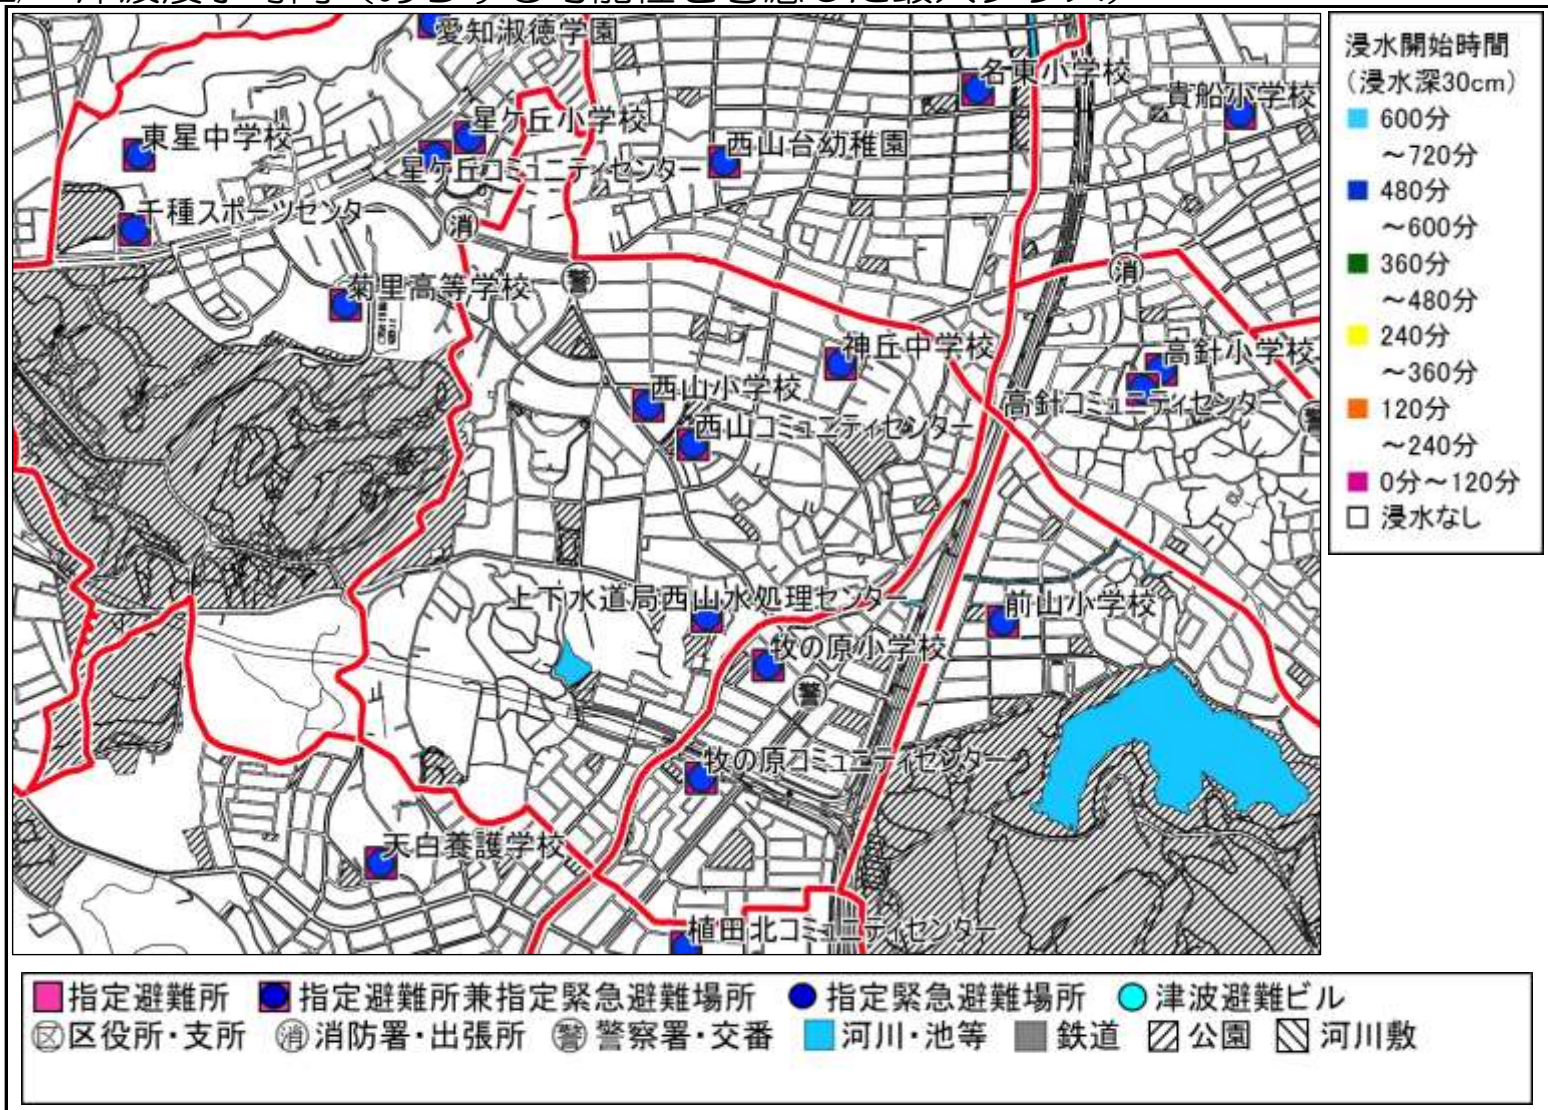 愛知淑徳学園
名東小学校
貴船小学校
星ケ丘小学校
東星中学校
西山台幼稚園
星ケ丘コミュニティセンター
千種スポーツセンター
消
消
菊里高等学校
警
神丘中学校
高針小学校
西山小学校
高針コミュニティセンター
警
西山コミュニティセンター
上下水道局西山水処理センター
前山小学校
牧の原小学校
警
牧の原コミュニティセンター
天白養護学校
植田北コミュニティセンター
浸水開始時間
(浸水深30cm)
600分
～720分
480分
～600分
360分
～480分
240分
～360分
120分
～240分
0分～120分
浸水なし
指定避難所 指定避難所兼指定緊急避難場所 指定緊急避難場所 津波避難ビル
区 区役所・支所 消 消防署・出張所 警 警察署・交番 河川・池等 鉄道 公園 河川敷